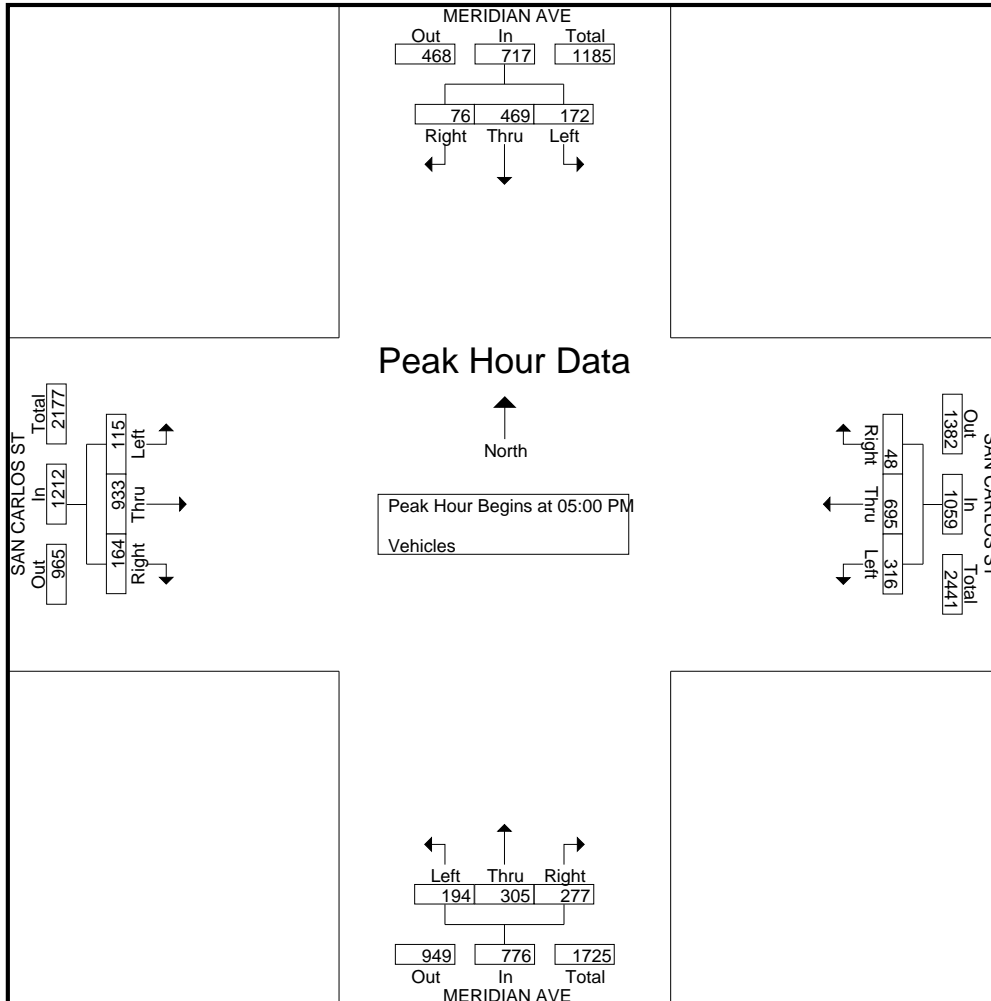 MERIDIAN AVE
Out In Total
468 717 1185
76 469 172
Right Thru Left
Peak Hour Data
North
Peak Hour Begins at 05:00 PM
Vehicles
SAN CARLOS ST
Total In Out
2177 1212 965
115 933 164
Left Thru Right
Right Thru Left
48 695 316
1382 1059 2441
Out In Total
SAN CARLOS ST
Left Thru Right
194 305 277
949 776 1725
Out In Total
MERIDIAN AVE